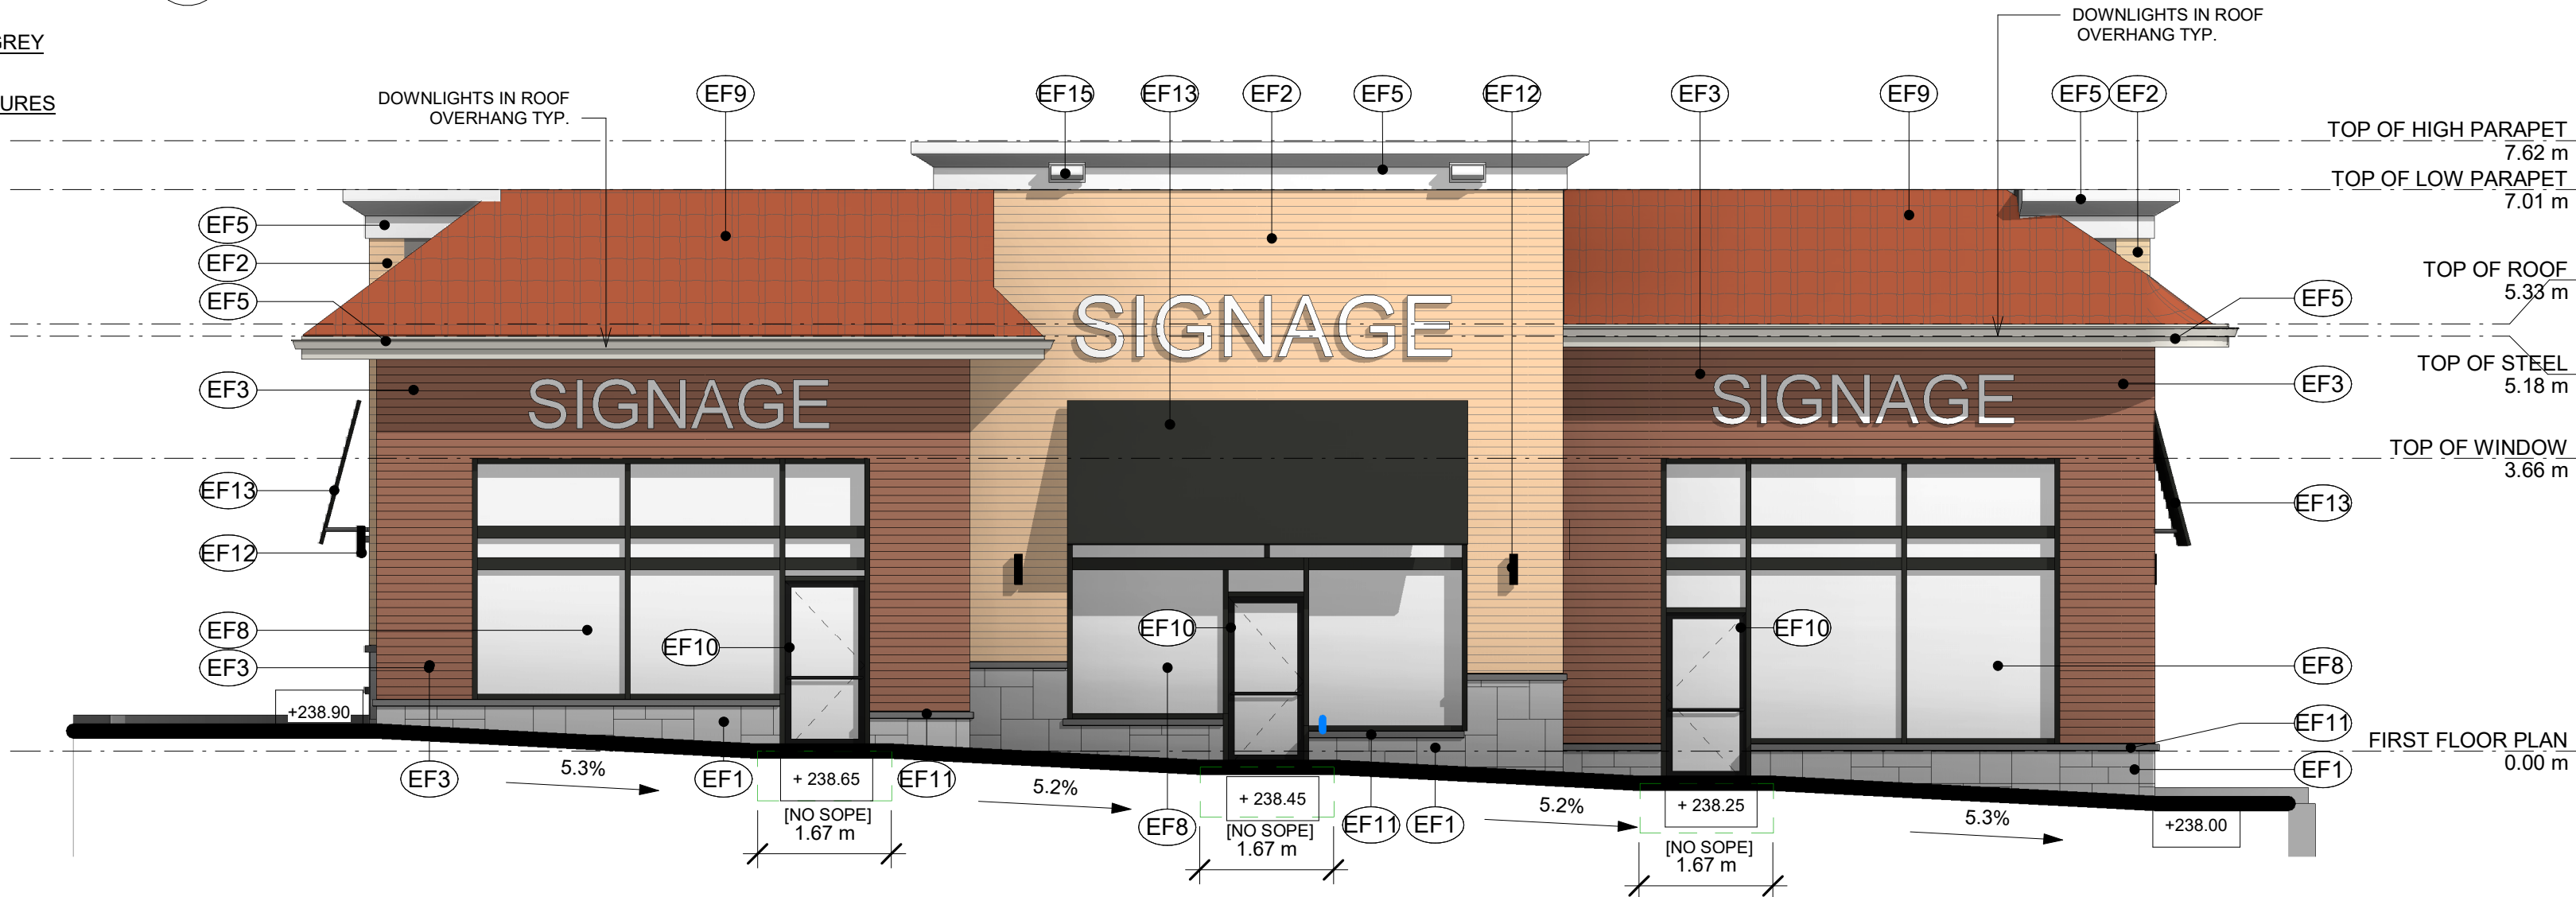 GREY
URES
DOWNLIGHTS IN ROOF
OVERHANG TYP.
DOWNLIGHTS IN ROOF
OVERHANG TYP.
EF9
EF15
EF13
EF2
EF5
EF12
EF3
EF9
EF5
EF2
TOP OF HIGH PARAPET
7.62 m
TOP OF LOW PARAPET
7.01 m
TOP OF ROOF
5.33 m
TOP OF STEEL
5.18 m
TOP OF WINDOW
3.66 m
FIRST FLOOR PLAN
0.00 m
EF5
EF2
EF5
EF3
EF13
EF12
EF8
EF3
SIGNAGE
SIGNAGE
SIGNAGE
EF10
EF10
EF10
EF5
EF3
EF13
EF8
EF11
EF1
+238.90
EF3
5.3%
EF1
+ 238.65
[NO SOPE]
1.67 m
EF11
5.2%
EF8
+ 238.45
[NO SOPE]
1.67 m
EF11
EF1
5.2%
+ 238.25
[NO SOPE]
1.67 m
5.3%
+238.00